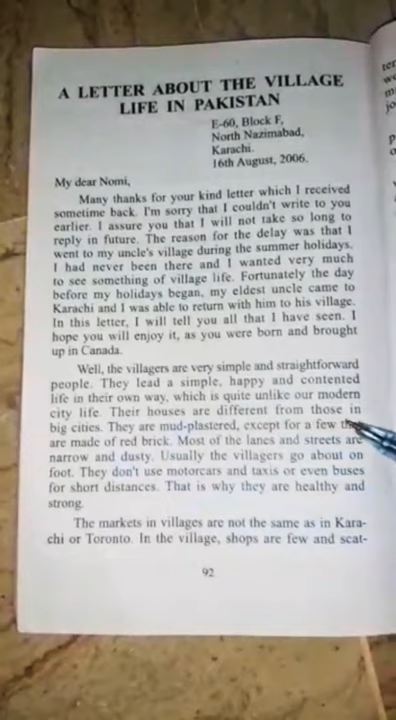 A LETTER ABOUT THE VILLAGE
LIFE IN PAKISTAN
E-60, Block F,
North Nazimabad,
Karachi.
16th August, 2006.
My dear Nomi,
Many thanks for your kind letter which I received
sometime back. I'm sorry that I couldn't write to you
earlier. I assure you that I will not take so long to
reply in future. The reason for the delay was that I
went to my uncle's village during the summer holidays.
I had never been there and I wanted very much
to see something of village life. Fortunately the day
before my holidays began, my eldest uncle came to
Karachi and I was able to return with him to his village.
In this letter, I will tell you all that I have seen. I
hope you will enjoy it, as you were born and brought
up in Canada.
Well, the villagers are very simple and straightforward
people. They lead a simple, happy and contented
life in their own way, which is quite unlike our modern
city life. Their houses are different from those in
big cities. They are mud-plastered, except for a few
are made of red brick. Most of the lanes and streets are
narrow and dusty. Usually the villagers go about on
foot. They don't use motorcars and taxis or even buses
for short distances. That is why they are healthy and
strong.
The markets in villages are not the same as in Kara-
chi or Toronto. In the village, shops are few and scat-
92